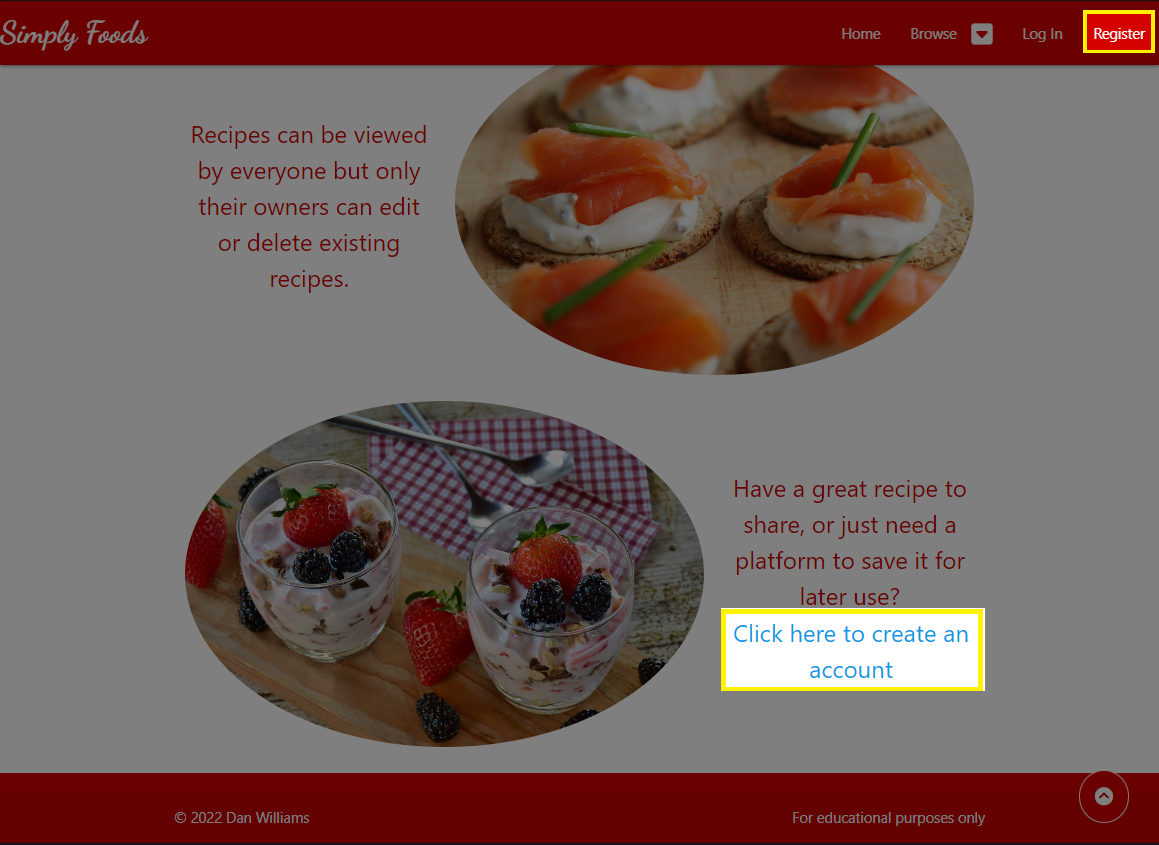 Simply Foods
Home Browse Log In Register
Recipes can be viewed
by everyone but only
their owners can edit
or delete existing
recipes.
Have a great recipe to
share, or just need a
platform to save it for
later use?
Click here to create an
account
© 2022 Dan Williams
For educational purposes only